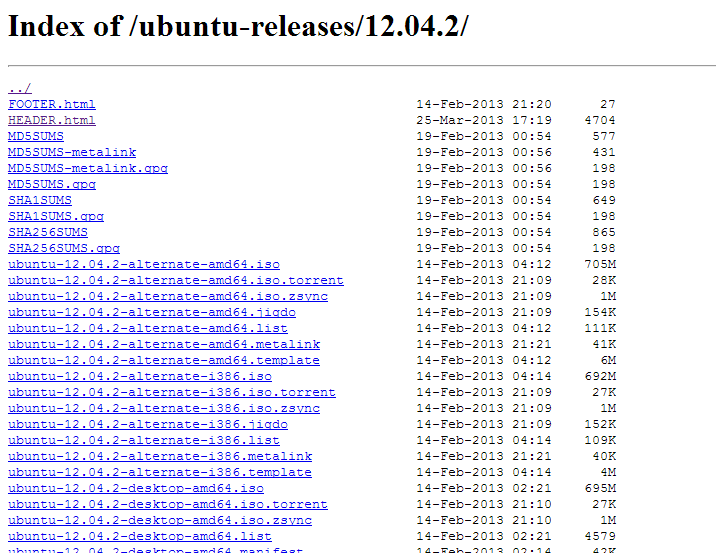 Index of /ubuntu-releases/12.04.2/
../
FOOTER.html 14-Feb-2013 21:20 27
HEADER.html 25-Mar-2013 17:19 4704
MD5SUMS 19-Feb-2013 00:54 577
MD5SUMS-metalink 19-Feb-2013 00:56 431
MD5SUMS-metalink.gpg 19-Feb-2013 00:56 198
MD5SUMS.gpg 19-Feb-2013 00:54 198
SHA1SUMS 19-Feb-2013 00:54 649
SHA1SUMS.gpg 19-Feb-2013 00:54 198
SHA256SUMS 19-Feb-2013 00:54 865
SHA256SUMS.gpg 19-Feb-2013 00:54 198
ubuntu-12.04.2-alternate-amd64.iso 14-Feb-2013 04:12 705M
ubuntu-12.04.2-alternate-amd64.iso.torrent 14-Feb-2013 21:09 28K
ubuntu-12.04.2-alternate-amd64.iso.zsync 14-Feb-2013 21:09 1M
ubuntu-12.04.2-alternate-amd64.jigdo 14-Feb-2013 21:09 154K
ubuntu-12.04.2-alternate-amd64.list 14-Feb-2013 04:12 111K
ubuntu-12.04.2-alternate-amd64.metalink 14-Feb-2013 21:21 41K
ubuntu-12.04.2-alternate-amd64.template 14-Feb-2013 04:12 6M
ubuntu-12.04.2-alternate-i386.iso 14-Feb-2013 04:14 692M
ubuntu-12.04.2-alternate-i386.iso.torrent 14-Feb-2013 21:09 27K
ubuntu-12.04.2-alternate-i386.iso.zsync 14-Feb-2013 21:09 1M
ubuntu-12.04.2-alternate-i386.jigdo 14-Feb-2013 21:09 152K
ubuntu-12.04.2-alternate-i386.list 14-Feb-2013 04:14 109K
ubuntu-12.04.2-alternate-i386.metalink 14-Feb-2013 21:21 40K
ubuntu-12.04.2-alternate-i386.template 14-Feb-2013 04:14 4M
ubuntu-12.04.2-desktop-amd64.iso 14-Feb-2013 02:21 695M
ubuntu-12.04.2-desktop-amd64.iso.torrent 14-Feb-2013 21:10 27K
ubuntu-12.04.2-desktop-amd64.iso.zsync 14-Feb-2013 21:10 1M
ubuntu-12.04.2-desktop-amd64.list 14-Feb-2013 02:21 4579
ubuntu-12.04.2-desktop-amd64.manifest 14-Feb-2013 02:14 42K